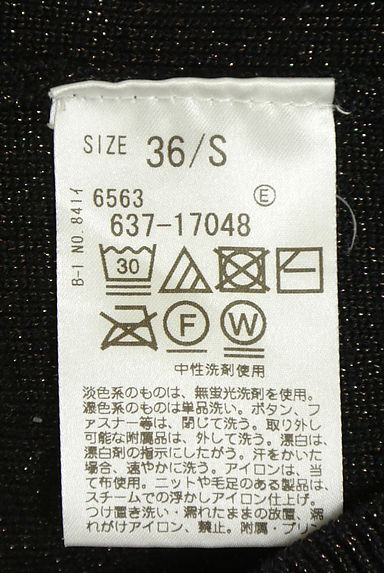 SIZE 36/S
6563 Ⓔ
637-17048
B-1 NO. 841イ
30
F W
中性洗剤使用
淡色系のものは、無蛍光洗剤を使用。
濃色系のものは単品洗い。ボタン、フ
ァスナー等は、閉じて洗う。取り外し
可能な附属品は、外して洗う。漂白は、
漂白剤の指示にしたがう。汗をかいた
場合、速やかに洗う。アイロンは、当
て布使用。ニットや毛足のある製品は、
スチームでの浮かしアイロン仕上げ。
つけ置き洗い・濡れたままの放置、濡
れがけアイロン、禁止。附属・プリン